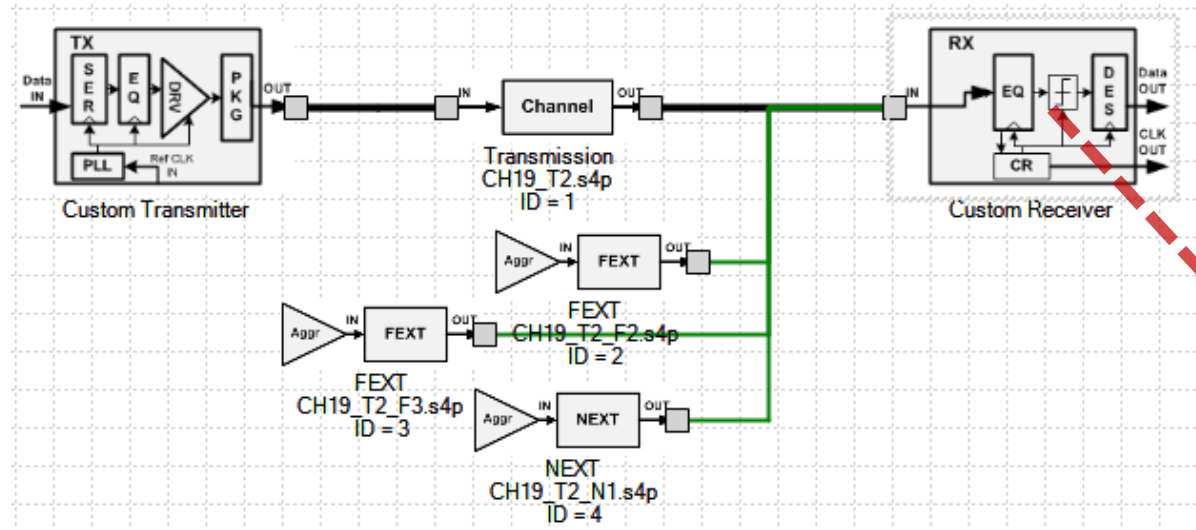 TX
Data
IN
SER
EQ
DRV
PKG
OUT
PLL
Ref CLK
IN
Custom Transmitter
IN
Channel
OUT
Transmission
CH19_T2.s4p
ID = 1
RX
IN
EQ
DES
Data
OUT
CLK
OUT
CR
Custom Receiver
Aggr
IN
FEXT
OUT
FEXT
CH19_T2_F2.s4p
ID = 2
Aggr
IN
FEXT
OUT
FEXT
CH19_T2_F3.s4p
ID = 3
Aggr
IN
NEXT
OUT
NEXT
CH19_T2_N1.s4p
ID = 4